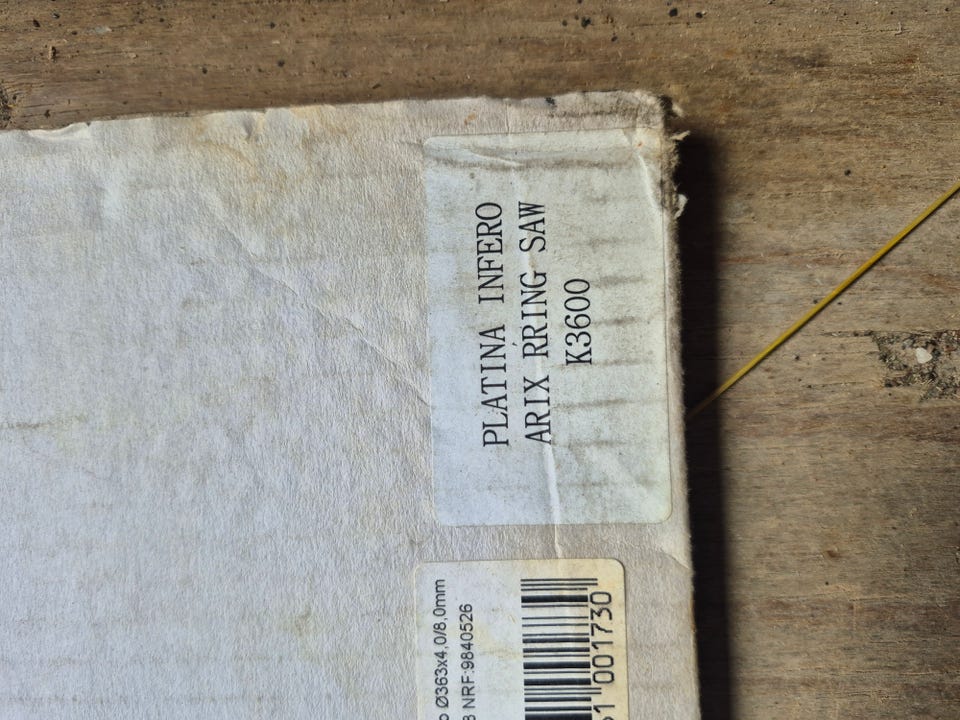 PLATINA INFERO
ARIX RRING SAW
K3600
Ø363x4,0/8,0mm
NRF:9840526
001730